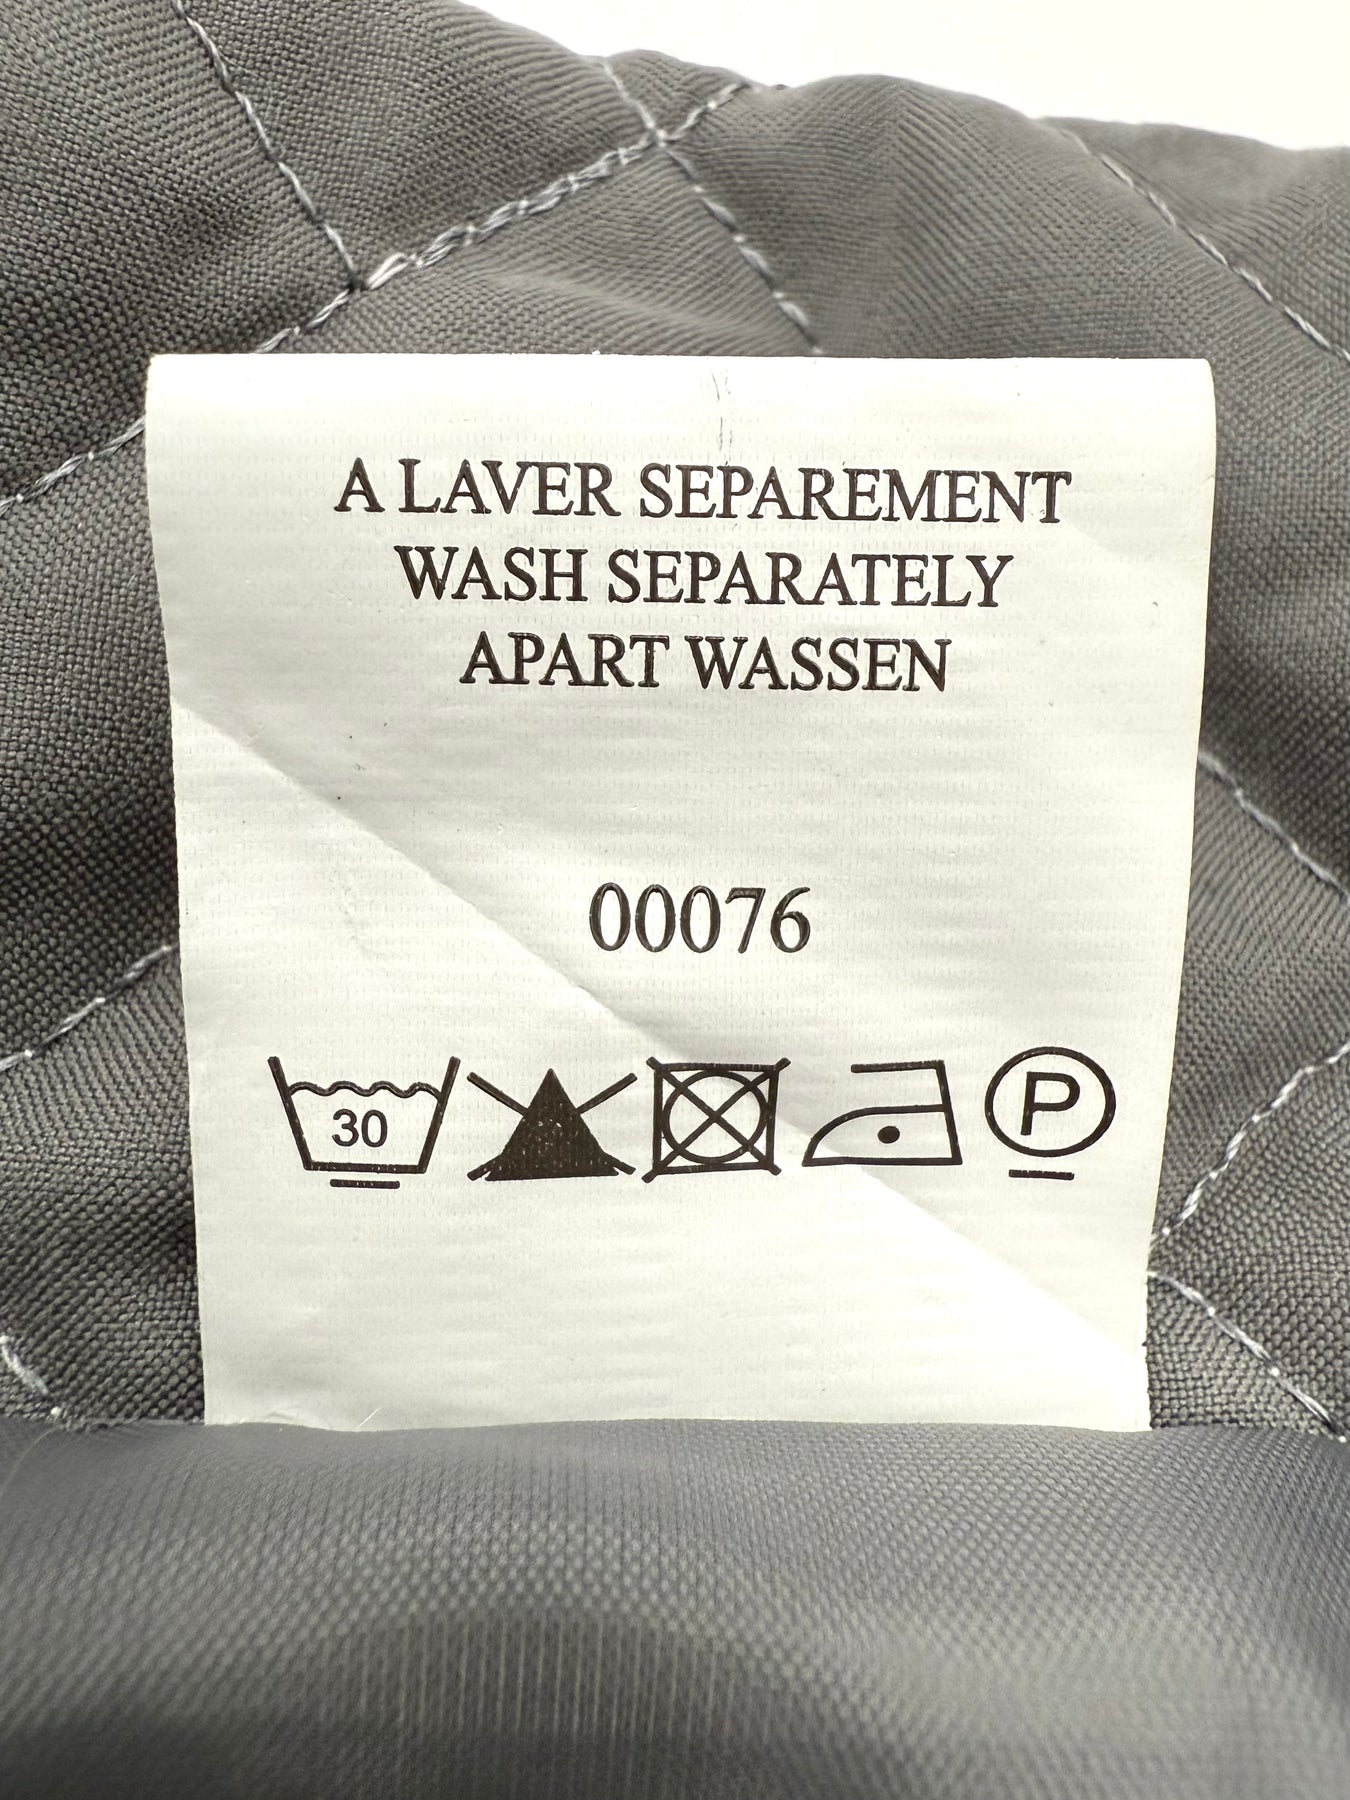 A LAVER SEPAREMENT
WASH SEPARATELY
APART WASSEN
00076
30 P